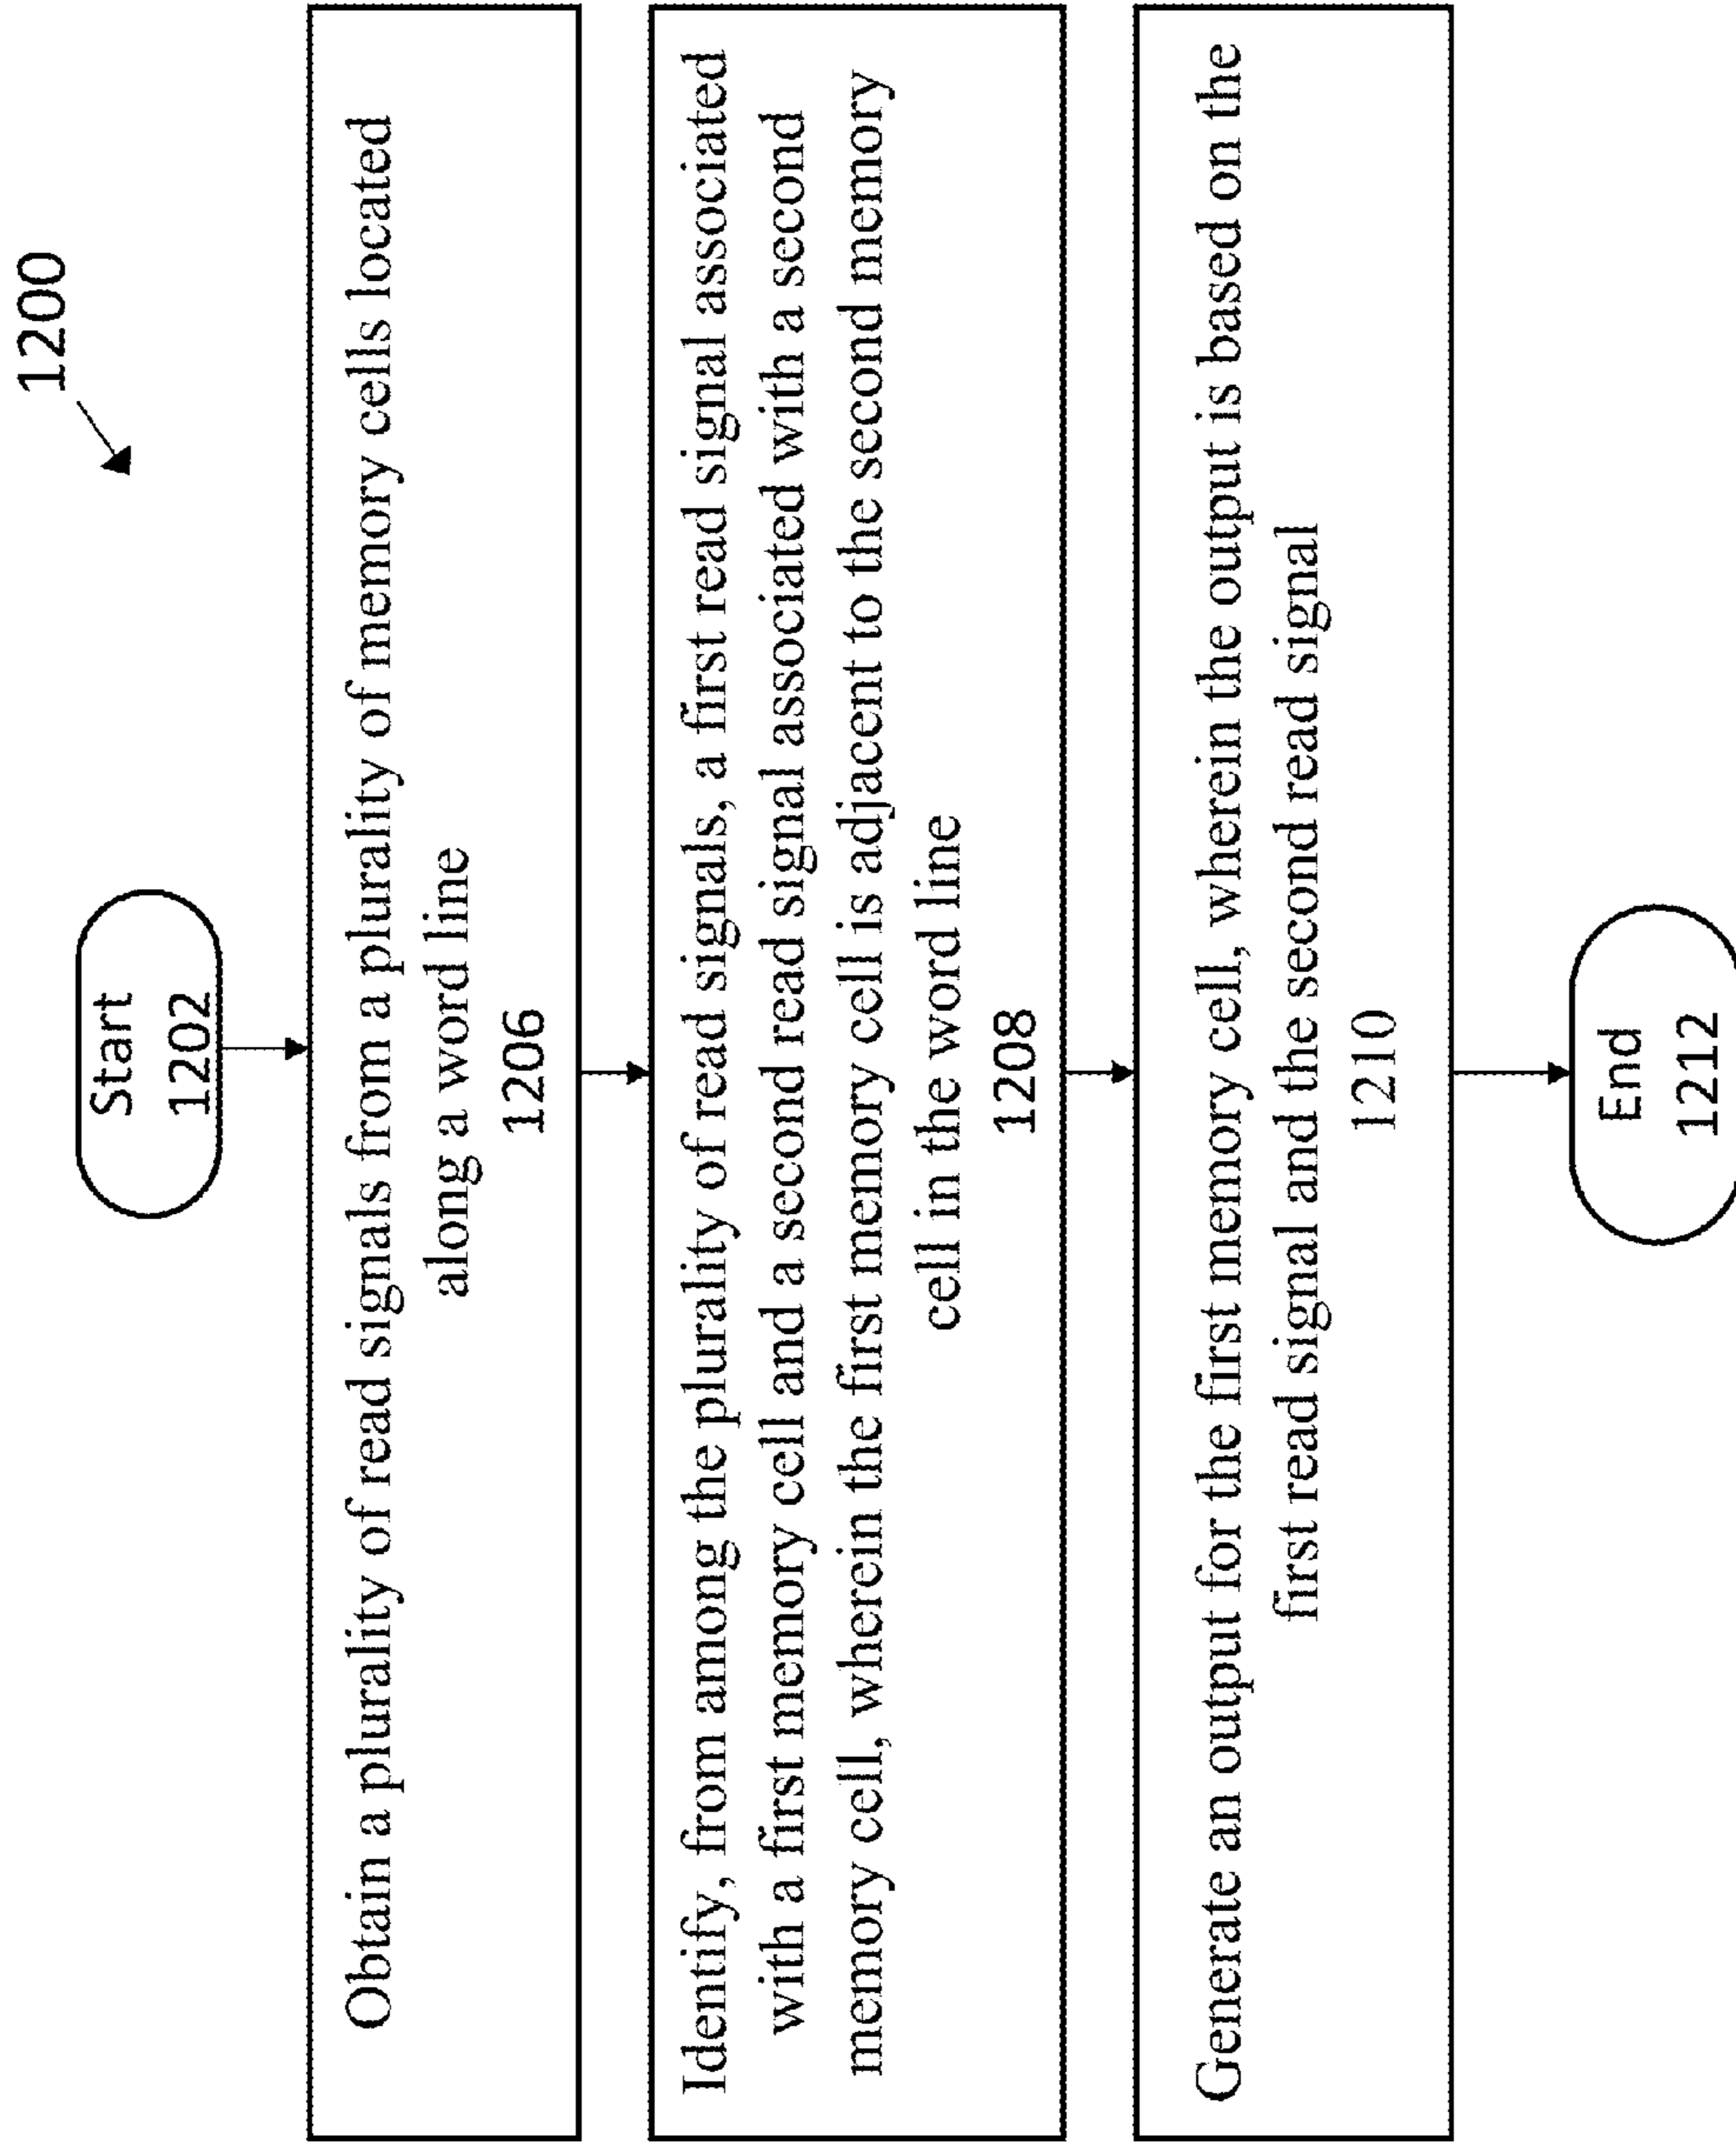 1200
Start
1202
Obtain a plurality of read signals from a plurality of memory cells located
along a word line
1206
Identify, from among the plurality of read signals, a first read signal associated
with a first memory cell and a second read signal associated with a second
memory cell, wherein the first memory cell is adjacent to the second memory
cell in the word line
1208
Generate an output for the first memory cell, wherein the output is based on the
first read signal and the second read signal
1210
End
1212